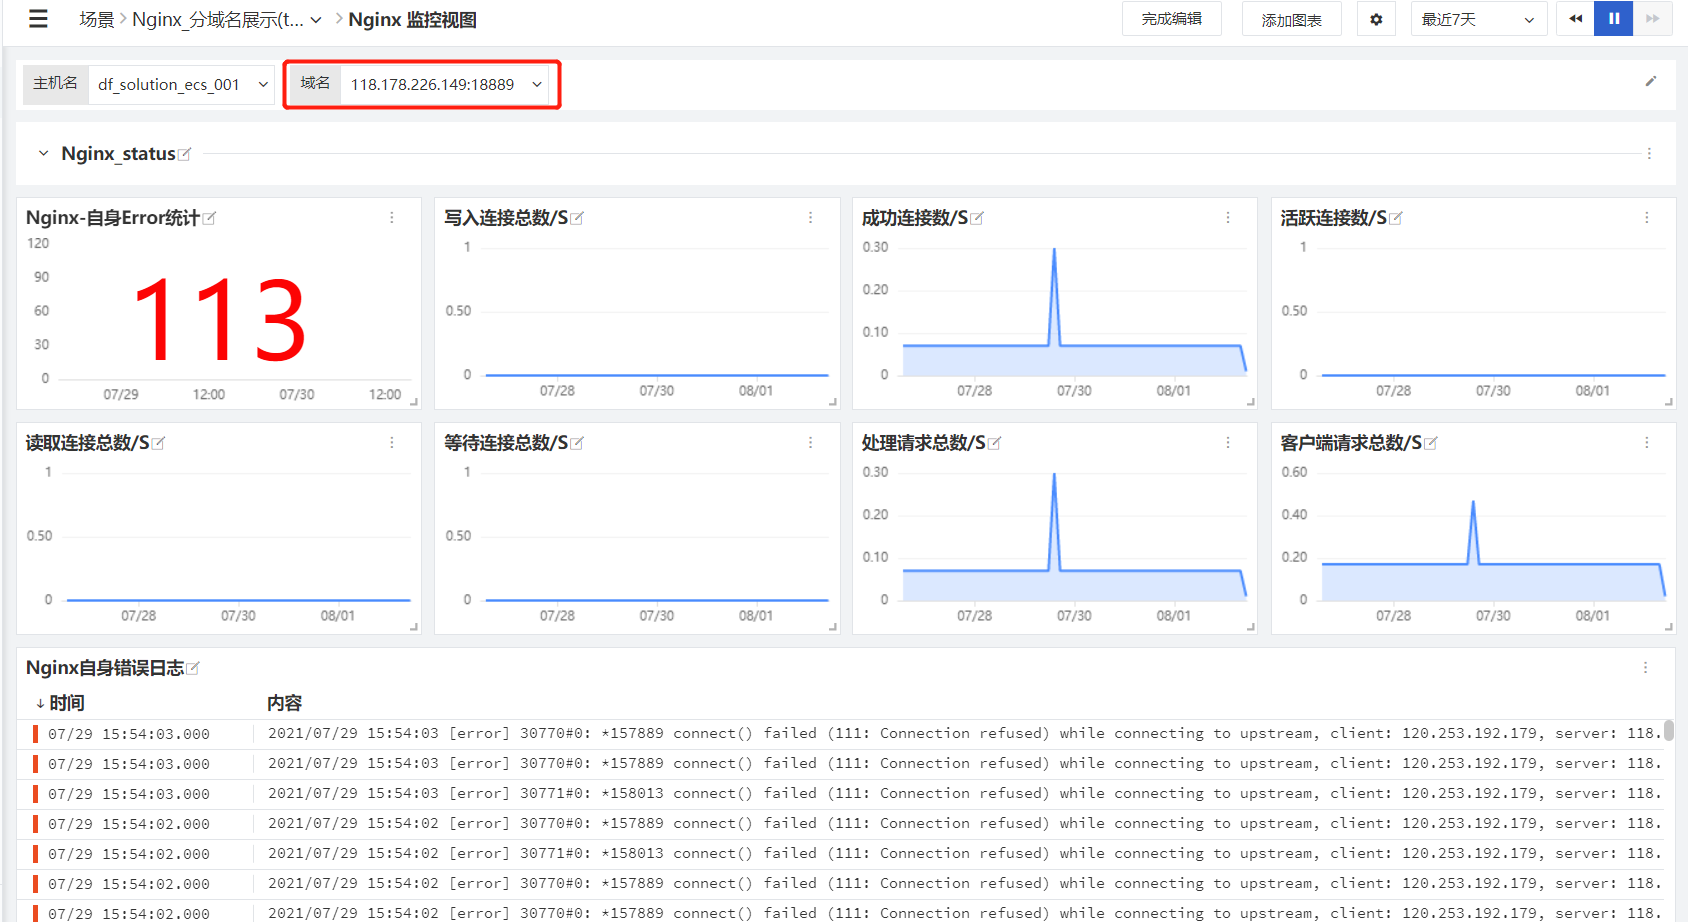 场景 > Nginx_分域名展示(t... > Nginx 监控视图 完成编辑 添加图表 最近7天
主机名 df_solution_ecs_001 域名 118.178.226.149:18889
Nginx_status
Nginx-自身Error统计
120
90
60
30
0
113
07/29 12:00 07/30 12:00
写入连接总数/S
1
0.50
0
07/28 07/30 08/01
成功连接数/S
0.30
0.20
0.10
0
07/28 07/30 08/01
活跃连接数/S
1
0.50
0
07/28 07/30 08/01
读取连接总数/S
1
0.50
0
07/28 07/30 08/01
等待连接总数/S
1
0.50
0
07/28 07/30 08/01
处理请求总数/S
0.30
0.20
0.10
0
07/28 07/30 08/01
客户端请求总数/S
0.60
0.40
0.20
0
07/28 07/30 08/01
Nginx自身错误日志
↓时间 内容
07/29 15:54:03.000 2021/07/29 15:54:03 [error] 30770#0: *157889 connect() failed (111: Connection refused) while connecting to upstream, client: 120.253.192.179, server: 118.
07/29 15:54:03.000 2021/07/29 15:54:03 [error] 30770#0: *157889 connect() failed (111: Connection refused) while connecting to upstream, client: 120.253.192.179, server: 118.
07/29 15:54:03.000 2021/07/29 15:54:03 [error] 30771#0: *158013 connect() failed (111: Connection refused) while connecting to upstream, client: 120.253.192.179, server: 118.
07/29 15:54:02.000 2021/07/29 15:54:02 [error] 30770#0: *157889 connect() failed (111: Connection refused) while connecting to upstream, client: 120.253.192.179, server: 118.
07/29 15:54:02.000 2021/07/29 15:54:02 [error] 30771#0: *158013 connect() failed (111: Connection refused) while connecting to upstream, client: 120.253.192.179, server: 118.
07/29 15:54:02.000 2021/07/29 15:54:02 [error] 30770#0: *157889 connect() failed (111: Connection refused) while connecting to upstream, client: 120.253.192.179, server: 118.
07/29 15:54:02.000 2021/07/29 15:54:02 [error] 30770#0: *157889 connect() failed (111: Connection refused) while connecting to upstream, client: 120.253.192.179, server: 118.